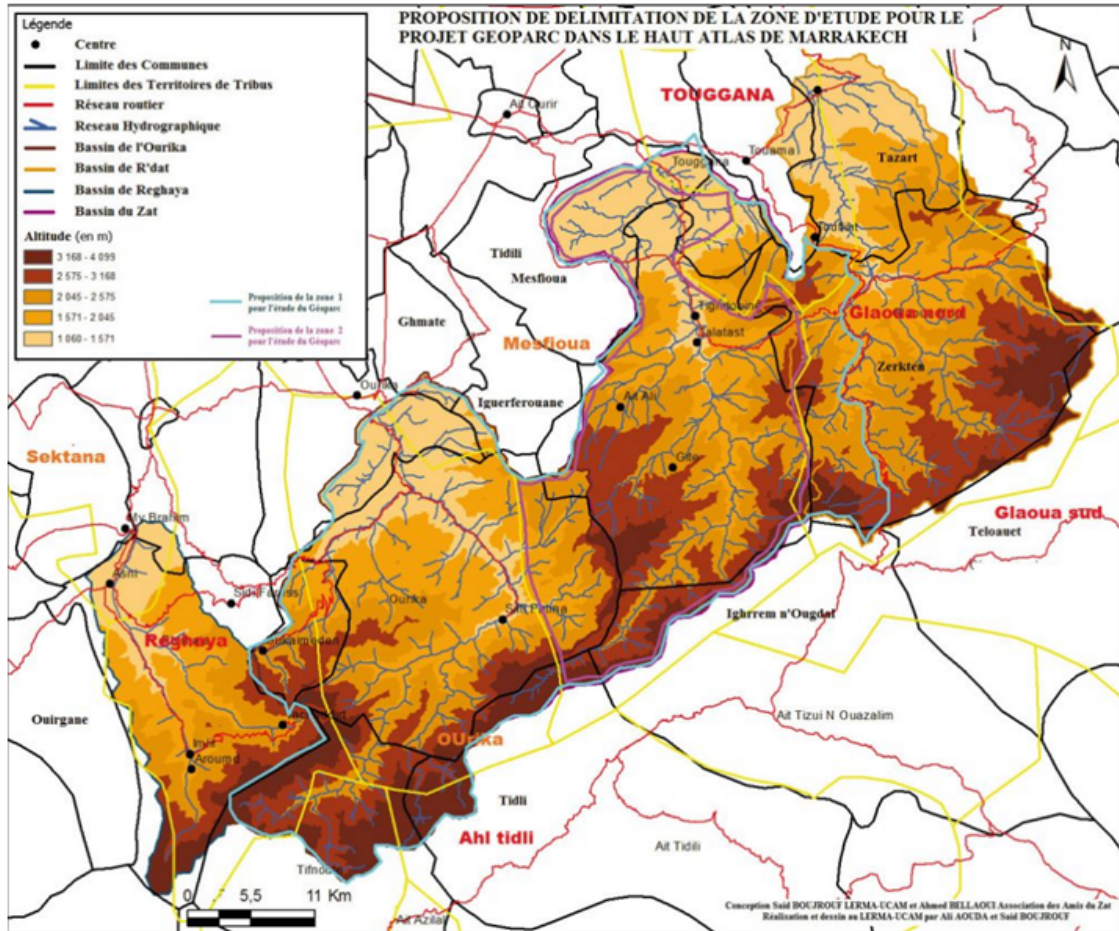 PROPOSITION DE DELIMITATION DE LA ZONE D'ETUDE POUR LE
PROJET GEOPARC DANS LE HAUT ATLAS DE MARRAKECH
Légende
Centre
Limite des Communes
Limites des Territoires de Tribus
Réseau routier
Reseau Hydrographique
Bassin de l'Ourika
Bassin de R'dat
Bassin de Reghaya
Bassin du Zat
Altitude (en m)
3 168 - 4 099
2 575 - 3 168
2 045 - 2 575
1 571 - 2 045
1 060 - 1 571
Proposition de la zone 1
pour l'étude du Géoparc
Proposition de la zone 2
pour l'étude du Géoparc
N
TOUGGANA
Ait Ourir
Touama
Touggana
Tazart
Tidili
Mesfioua
Ghmate
Mesfioua
Glaoua nord
Talatast
Zerkten
Iguerferouane
Ait Ali
Sektana
My Brahim
Glaoua sud
Teloauet
Asni
Ourika
Ighrrem n'Ougdal
Reghaya
Ouirgane
Ait Tizui N Ouazalim
Imlil
Aroumd
OUrika
Tidli
Ahl tidli
Ait Tidili
0
5,5
11 Km
Conception Said BOUJROUF LERMA-UCAM et Ahmed BELLAOUI Association des Amis du Zat
Réalisation et dessin au LERMA-UCAM par Ali AOUDA et Said BOUJROUF